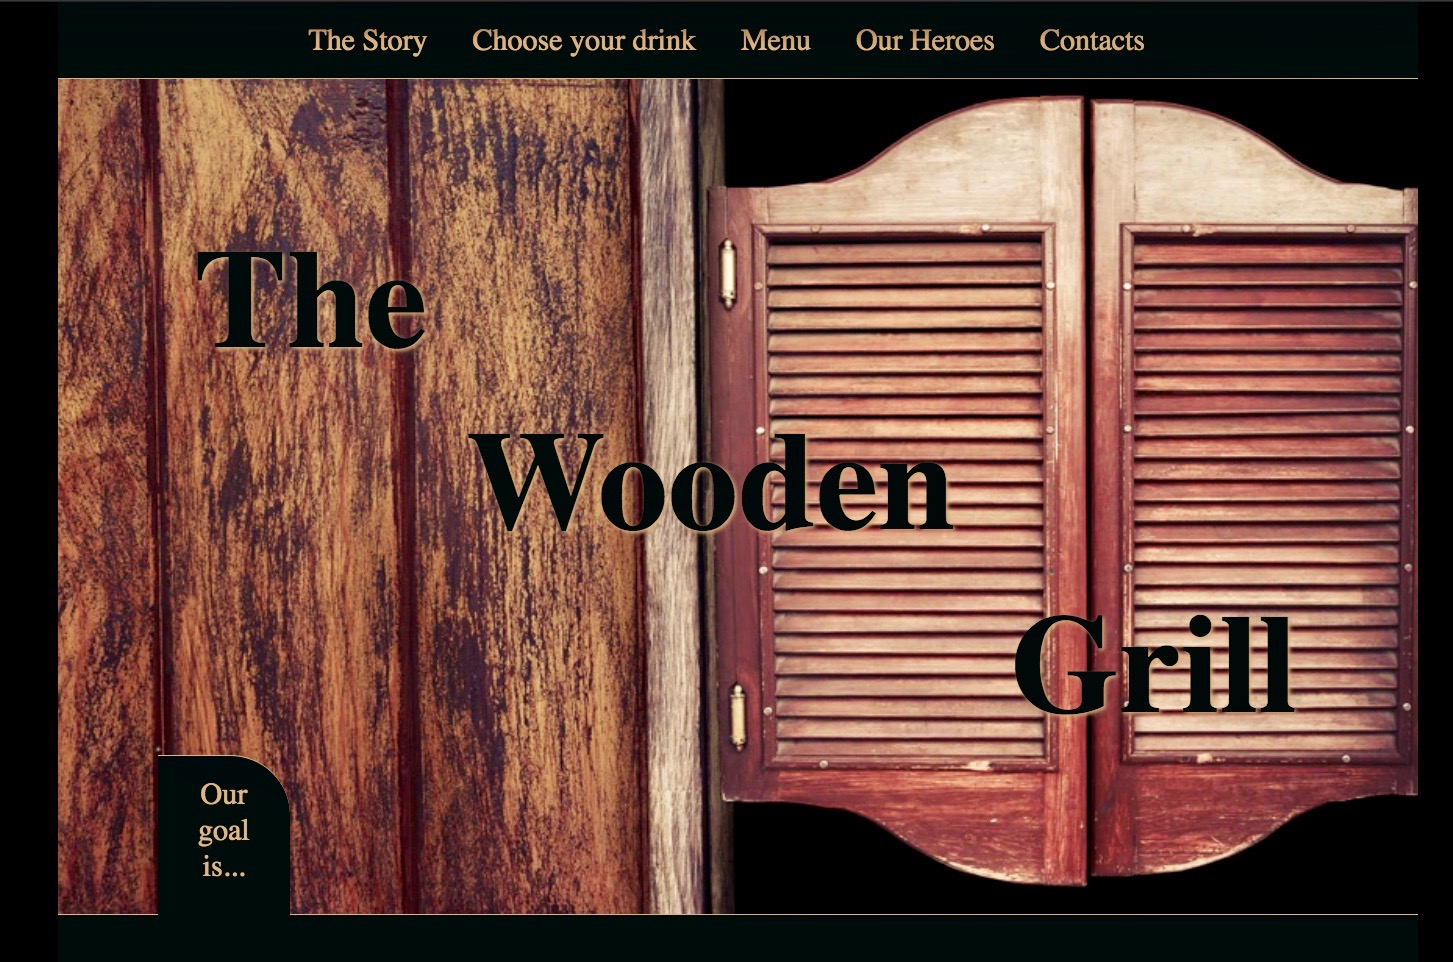 The Story Choose your drink Menu Our Heroes Contacts
The
Wooden
Grill
Our
goal
is...